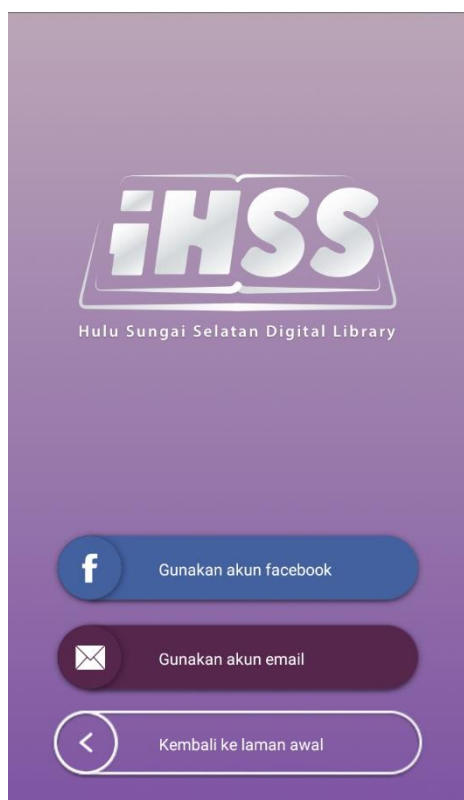 iHSS
Hulu Sungai Selatan Digital Library
f
Gunakan akun facebook
Gunakan akun email
Kembali ke laman awal